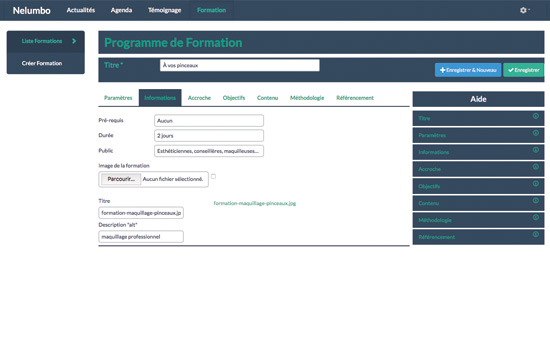 Nelumbo Actualités Agenda Témoignage Formation
Liste Formations
Créer Formation
Programme de Formation
Titre * À vos pinceaux
Enregistrer & Nouveau Enregistrer
Paramètres Informations Accroche Objectifs Contenu Méthodologie Référencement
Pré-requis Aucun
Durée 2 jours
Public Esthéticiennes, conseillères, maquilleuses...
Image de la formation
Parcourir... Aucun fichier sélectionné.
Titre
formation-maquillage-pinceaux.jp
formation-maquillage-pinceaux.jpg
Description "alt"
maquillage professionnel
Aide
Titre
Paramètres
Informations
Accroche
Objectifs
Contenu
Méthodologie
Référencement